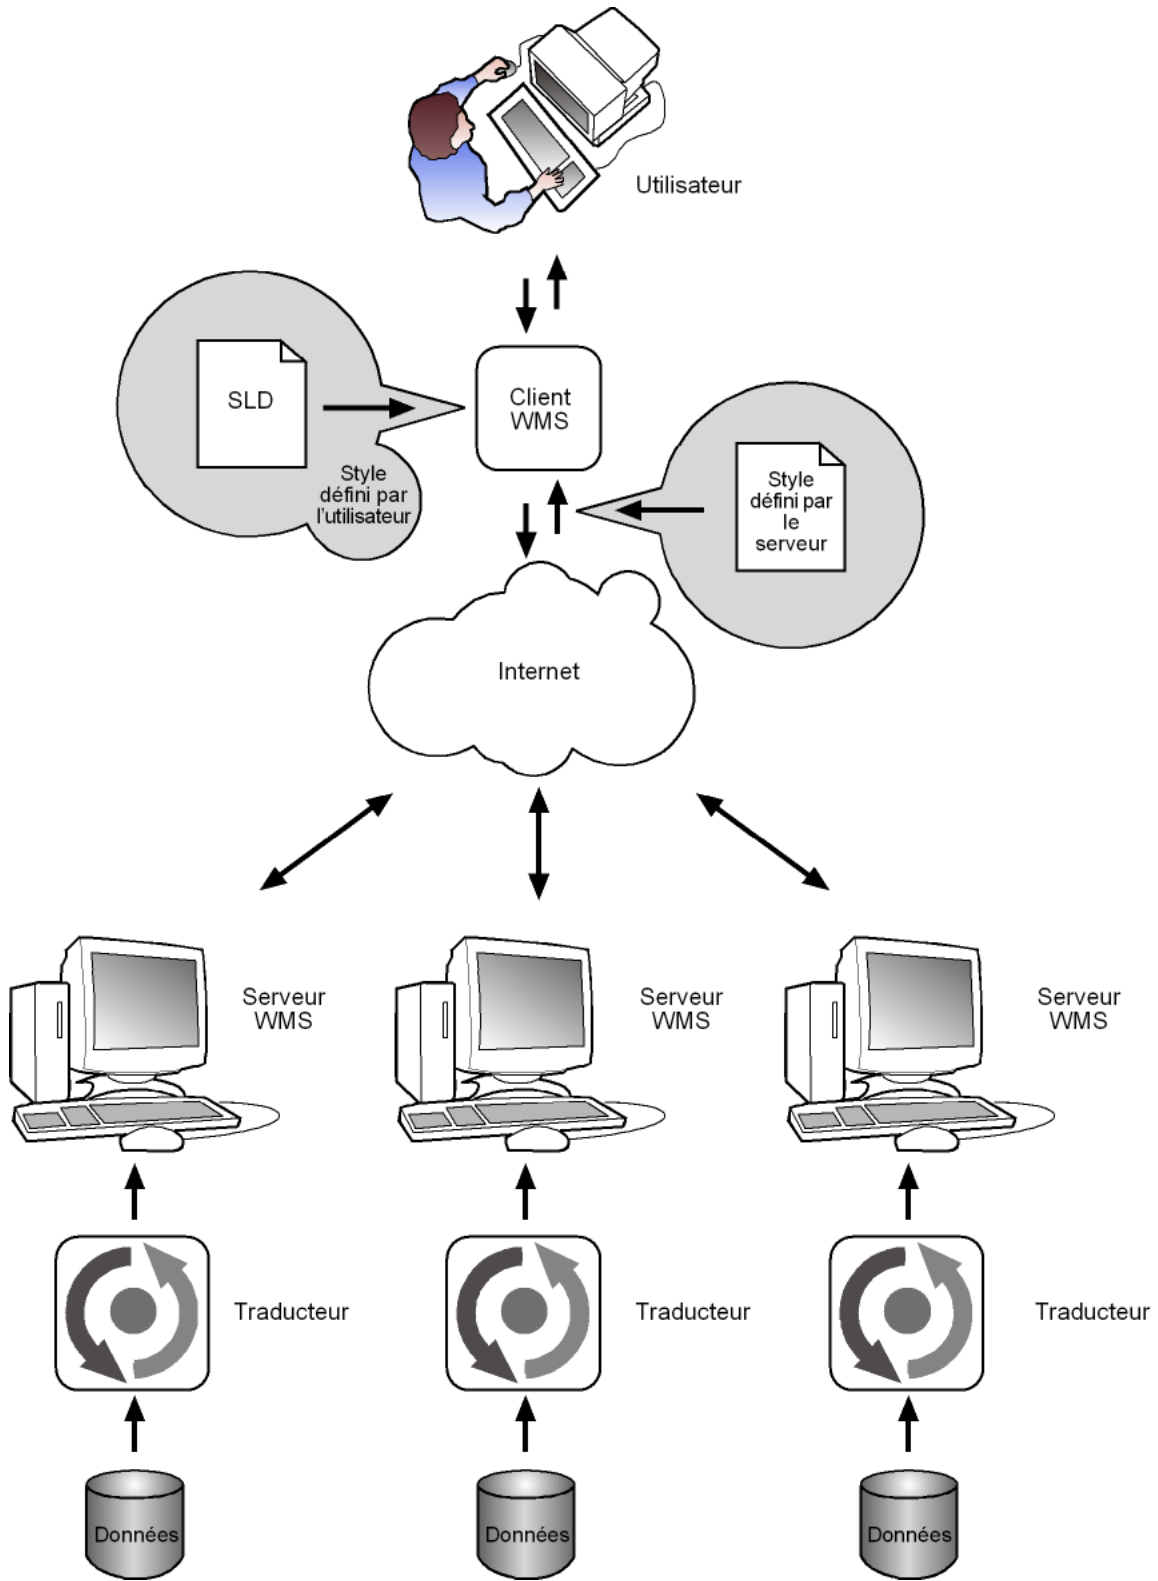 Utilisateur
SLD
Client
WMS
Style
défini par
l'utilisateur
Style
défini par
le
serveur
Internet
Serveur
WMS
Serveur
WMS
Serveur
WMS
Traducteur
Traducteur
Traducteur
Données
Données
Données